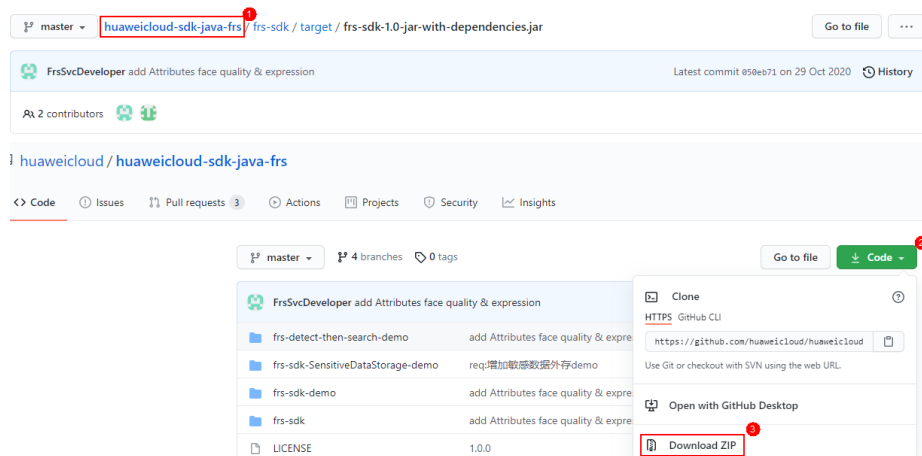 1
master huaweicloud-sdk-java-frs / frs-sdk / target / frs-sdk-1.0-jar-with-dependencies.jar Go to file ...
FrsSvcDeveloper add Attributes face quality & expression Latest commit 050eb71 on 29 Oct 2020 History
2 contributors
huaweicloud / huaweicloud-sdk-java-frs
<> Code Issues Pull requests 3 Actions Projects Security Insights
2
master 4 branches 0 tags Go to file Code
FrsSvcDeveloper add Attributes face quality & expression
Clone
HTTPS GitHub CLI
https://github.com/huaweicloud/huaweicloud
Use Git or checkout with SVN using the web URL.
Open with GitHub Desktop
3
Download ZIP
frs-detect-then-search-demo add Attributes face quality & expre
frs-sdk-SensitiveDataStorage-demo req:增加敏感数据外存demo
frs-sdk-demo add Attributes face quality & expre
frs-sdk add Attributes face quality & expre
LICENSE 1.0.0